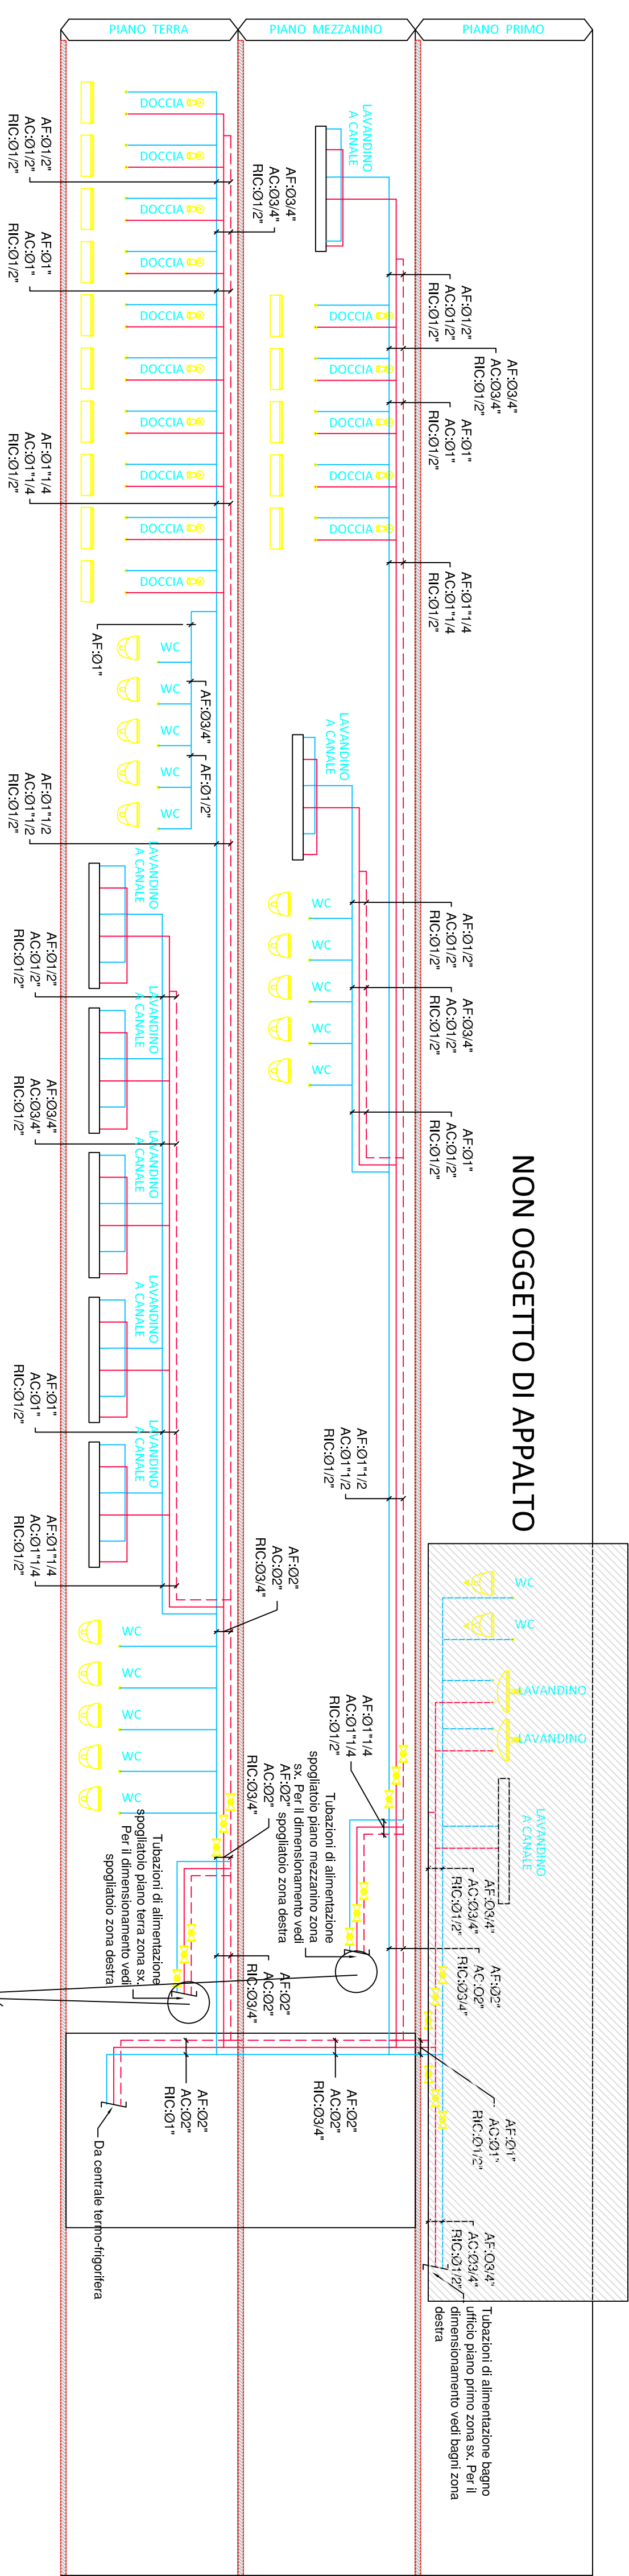 PIANO TERRA
PIANO MEZZANINO
PIANO PRIMO
DOCCIA
DOCCIA
DOCCIA
DOCCIA
DOCCIA
DOCCIA
DOCCIA
DOCCIA
DOCCIA
DOCCIA
AF:Ø1/2"
AC:Ø1/2"
RIC:Ø1/2"
AF:Ø3/4"
AC:Ø3/4"
RIC:Ø1/2"
AF:Ø1"
AC:Ø1"
RIC:Ø1/2"
AF:Ø1"1/4
AC:Ø1"1/4
RIC:Ø1/2"
WC
WC
WC
WC
WC
AF:Ø1"
AF:Ø3/4"
AF:Ø1/2"
AF:Ø1"1/2
AC:Ø1"1/2
RIC:Ø1/2"
LAVANDINO
A CANALE
LAVANDINO
A CANALE
LAVANDINO
A CANALE
LAVANDINO
A CANALE
LAVANDINO
A CANALE
AF:Ø1/2"
AC:Ø1/2"
RIC:Ø1/2"
AF:Ø3/4"
AC:Ø3/4"
RIC:Ø1/2"
AF:Ø1"
AC:Ø1"
RIC:Ø1/2"
AF:Ø1"1/4
AC:Ø1"1/4
RIC:Ø1/2"
AF:Ø2"
AC:Ø2"
RIC:Ø3/4"
WC
WC
WC
WC
WC
AF:Ø2"
AC:Ø2"
RIC:Ø3/4"
Tubazioni di alimentazione
spogliatoio piano terra zona sx.
Per il dimensionamento vedi
spogliatoio zona destra
AF:Ø2"
AC:Ø2"
RIC:Ø3/4"
AF:Ø2"
AC:Ø2"
RIC:Ø1"
Da centrale termo-frigorifera
LAVANDINO
A CANALE
DOCCIA
DOCCIA
DOCCIA
DOCCIA
DOCCIA
AF:Ø1/2"
AC:Ø1/2"
RIC:Ø1/2"
AF:Ø3/4"
AC:Ø3/4"
RIC:Ø1/2"
AF:Ø1"
AC:Ø1"
RIC:Ø1/2"
AF:Ø1"1/4
AC:Ø1"1/4
RIC:Ø1/2"
LAVANDINO
A CANALE
WC
WC
WC
WC
WC
AF:Ø1/2"
AC:Ø1/2"
RIC:Ø1/2"
AF:Ø3/4"
AC:Ø1/2"
RIC:Ø1/2"
AF:Ø1"
AC:Ø1/2"
RIC:Ø1/2"
AF:Ø1"1/2
AC:Ø1"1/2
RIC:Ø1/2"
AF:Ø1"1/4
AC:Ø1"1/4
RIC:Ø1/2"
Tubazioni di alimentazione
spogliatoio piano mezzanino zona
sx. Per il dimensionamento vedi
spogliatoio zona destra
AF:Ø2"
AC:Ø2"
RIC:Ø3/4"
AF:Ø2"
AC:Ø2"
RIC:Ø3/4"
NON OGGETTO DI APPALTO
WC
WC
LAVANDINO
LAVANDINO
LAVANDINO
A CANALE
AF:Ø3/4"
AC:Ø3/4"
RIC:Ø1/2"
AF:Ø1"
AC:Ø1"
RIC:Ø1/2"
AF:Ø3/4"
AC:Ø3/4"
RIC:Ø1/2"
Tubazioni di alimentazione bagno
ufficio piano primo zona sx. Per il
dimensionamento vedi bagni zona
destra